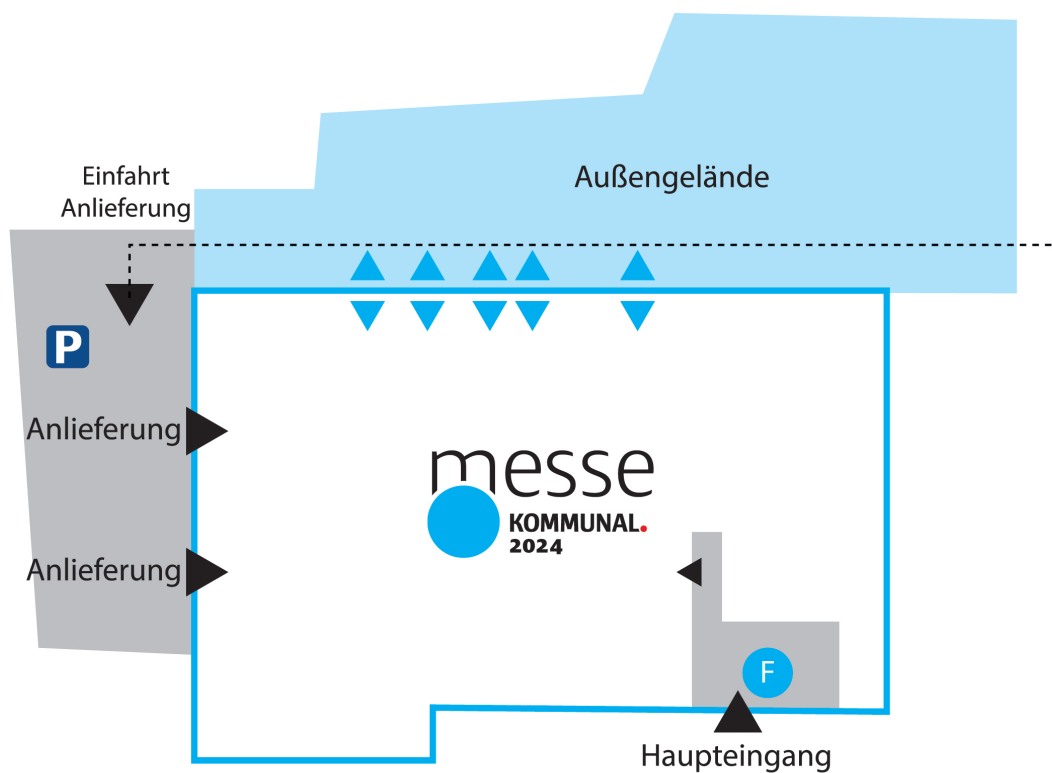 Außengelände
Einfahrt
Anlieferung
P
Anlieferung
messe
KOMMUNAL.
2024
Anlieferung
F
Haupteingang